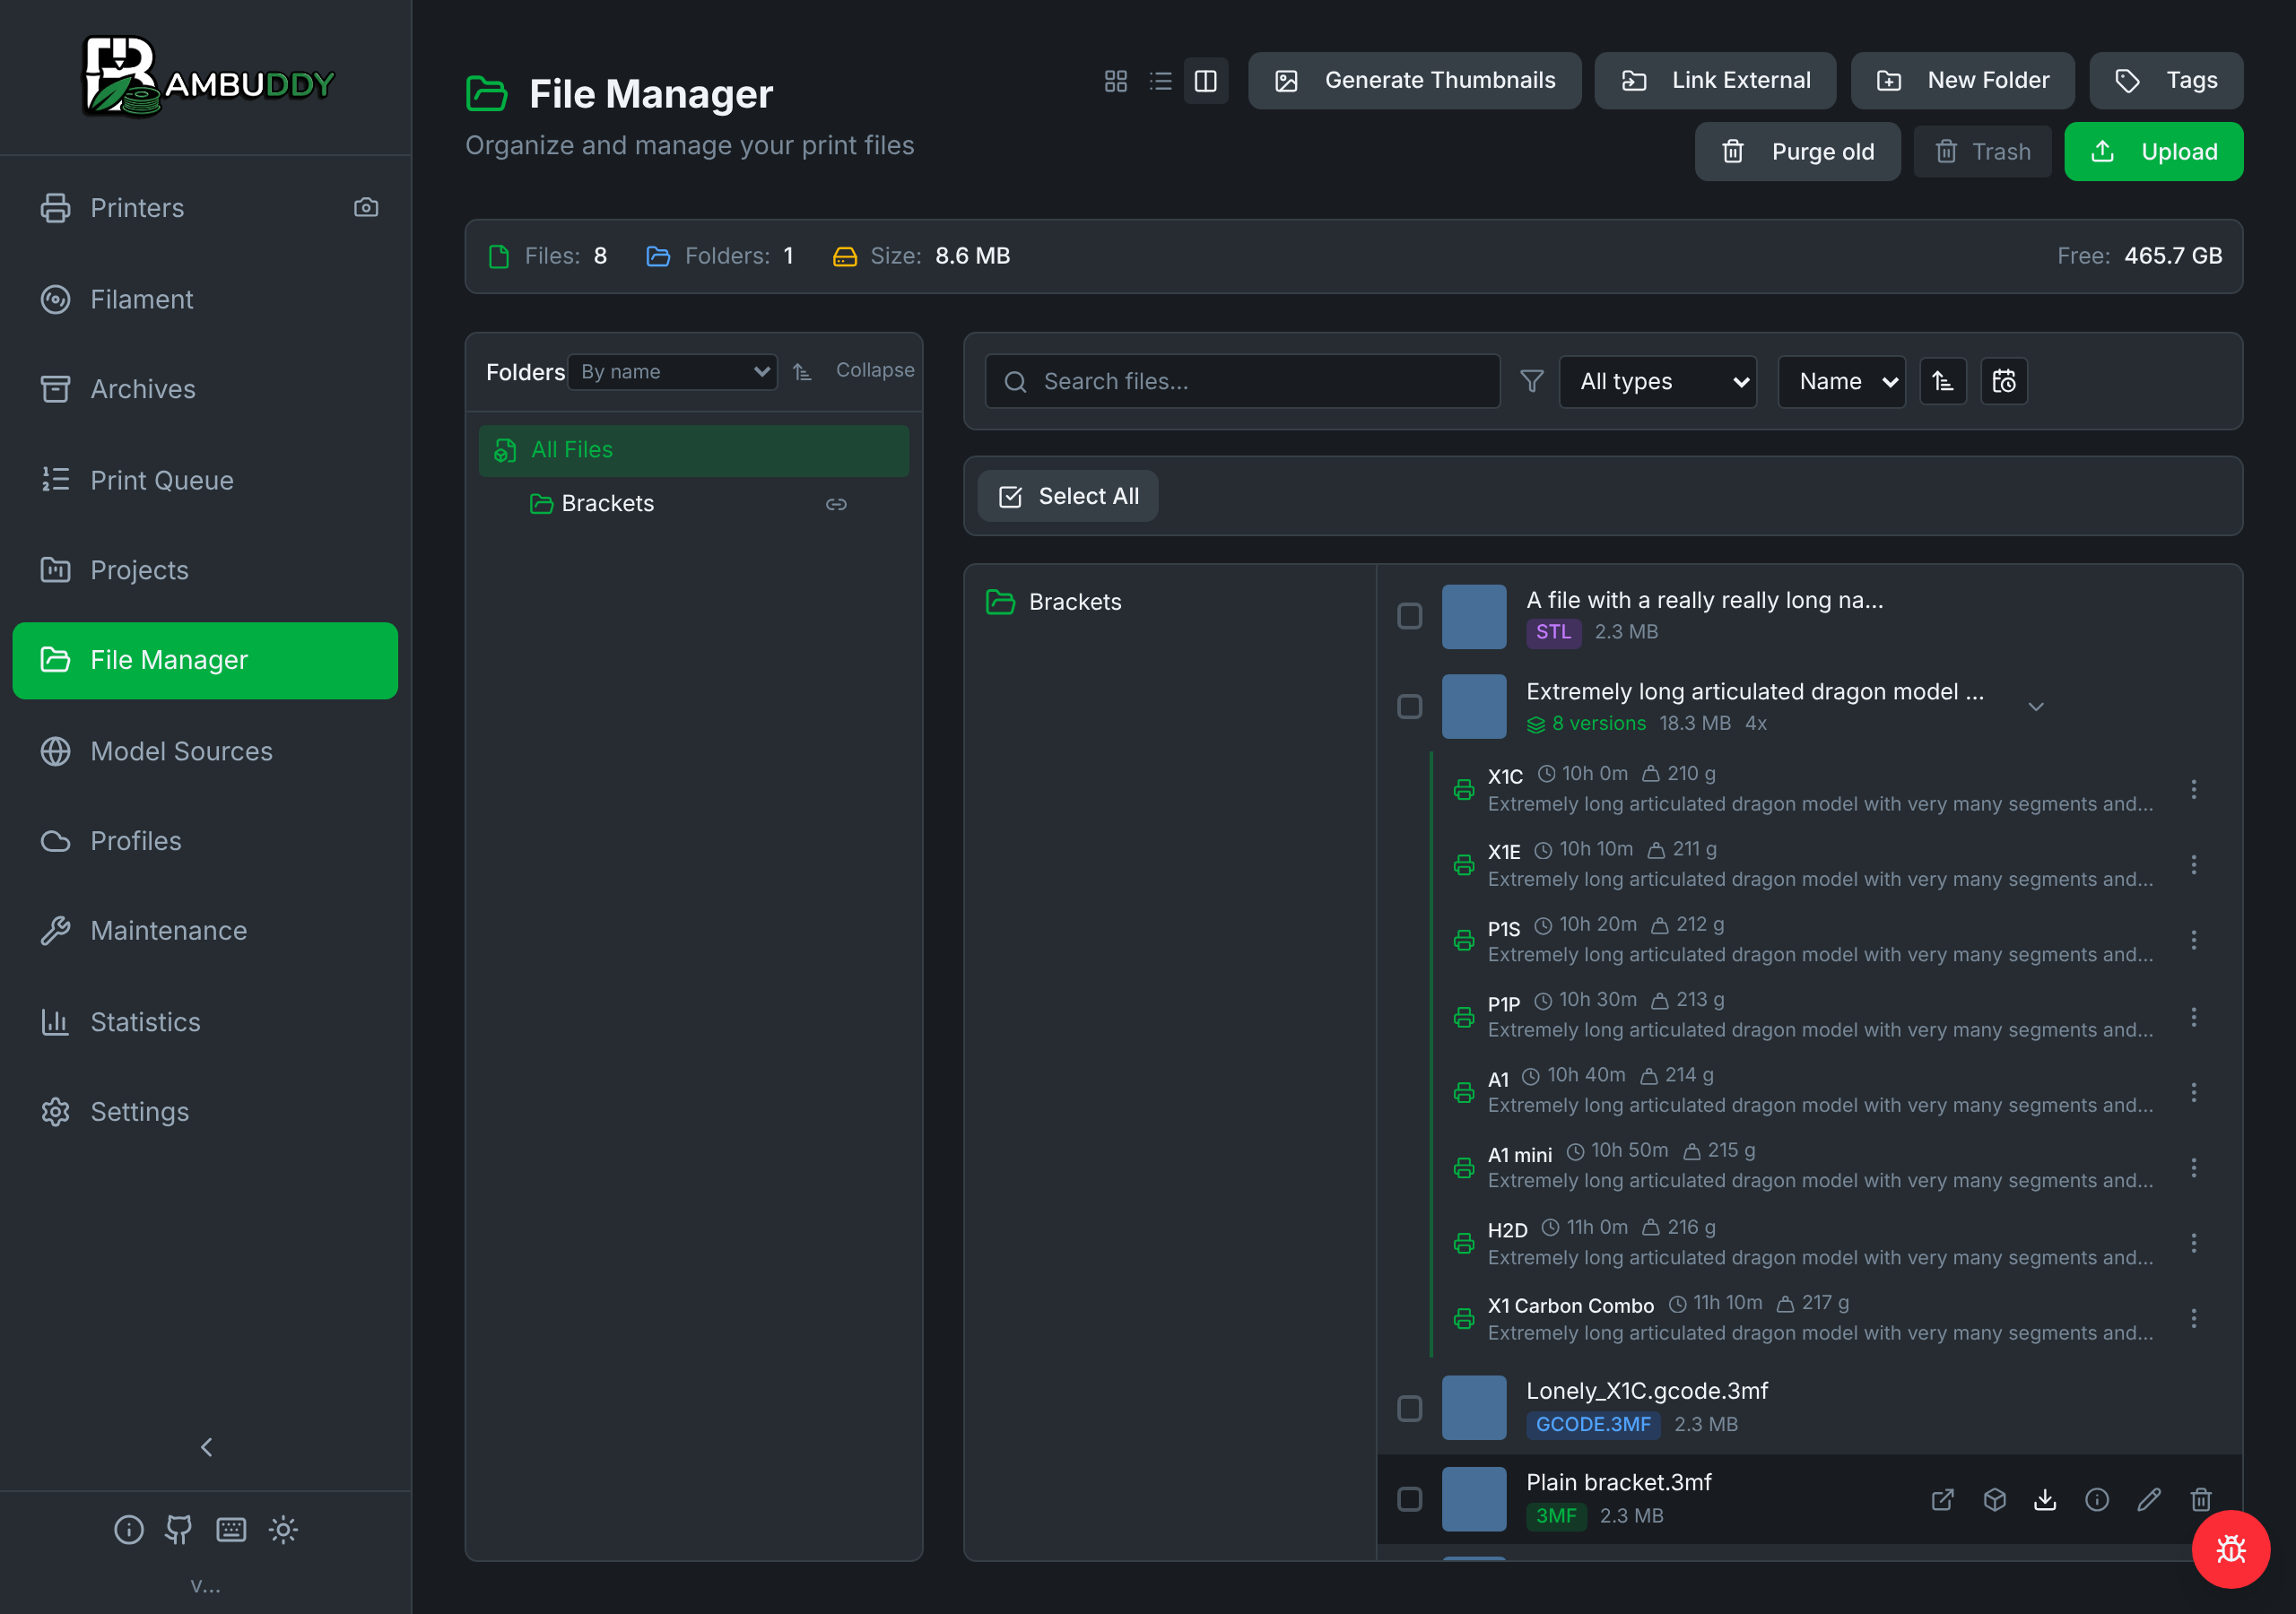 AMBUDDY
Printers
Filament
Archives
Print Queue
Projects
File Manager
Model Sources
Profiles
Maintenance
Statistics
Settings
v...
File Manager
Organize and manage your print files
Generate Thumbnails
Link External
New Folder
Tags
Purge old
Trash
Upload
Files: 8
Folders: 1
Size: 8.6 MB
Free: 465.7 GB
Folders
By name
Collapse
All Files
Brackets
Search files...
All types
Name
Select All
Brackets
A file with a really really long na...
STL 2.3 MB
Extremely long articulated dragon model ...
8 versions 18.3 MB 4x
X1C 10h 0m 210 g
Extremely long articulated dragon model with very many segments and...
X1E 10h 10m 211 g
Extremely long articulated dragon model with very many segments and...
P1S 10h 20m 212 g
Extremely long articulated dragon model with very many segments and...
P1P 10h 30m 213 g
Extremely long articulated dragon model with very many segments and...
A1 10h 40m 214 g
Extremely long articulated dragon model with very many segments and...
A1 mini 10h 50m 215 g
Extremely long articulated dragon model with very many segments and...
H2D 11h 0m 216 g
Extremely long articulated dragon model with very many segments and...
X1 Carbon Combo 11h 10m 217 g
Extremely long articulated dragon model with very many segments and...
Lonely_X1C.gcode.3mf
GCODE.3MF 2.3 MB
Plain bracket.3mf
3MF 2.3 MB